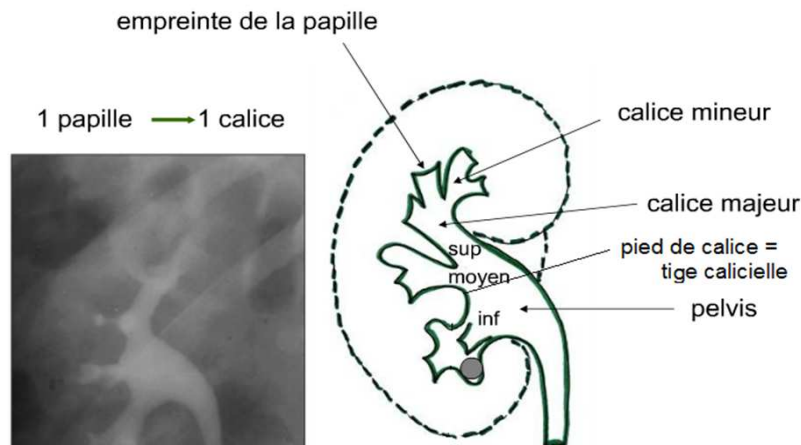 empreinte de la papille
1 papille → 1 calice
calice mineur
calice majeur
pied de calice =
tige calicielle
pelvis
sup
moyen
inf